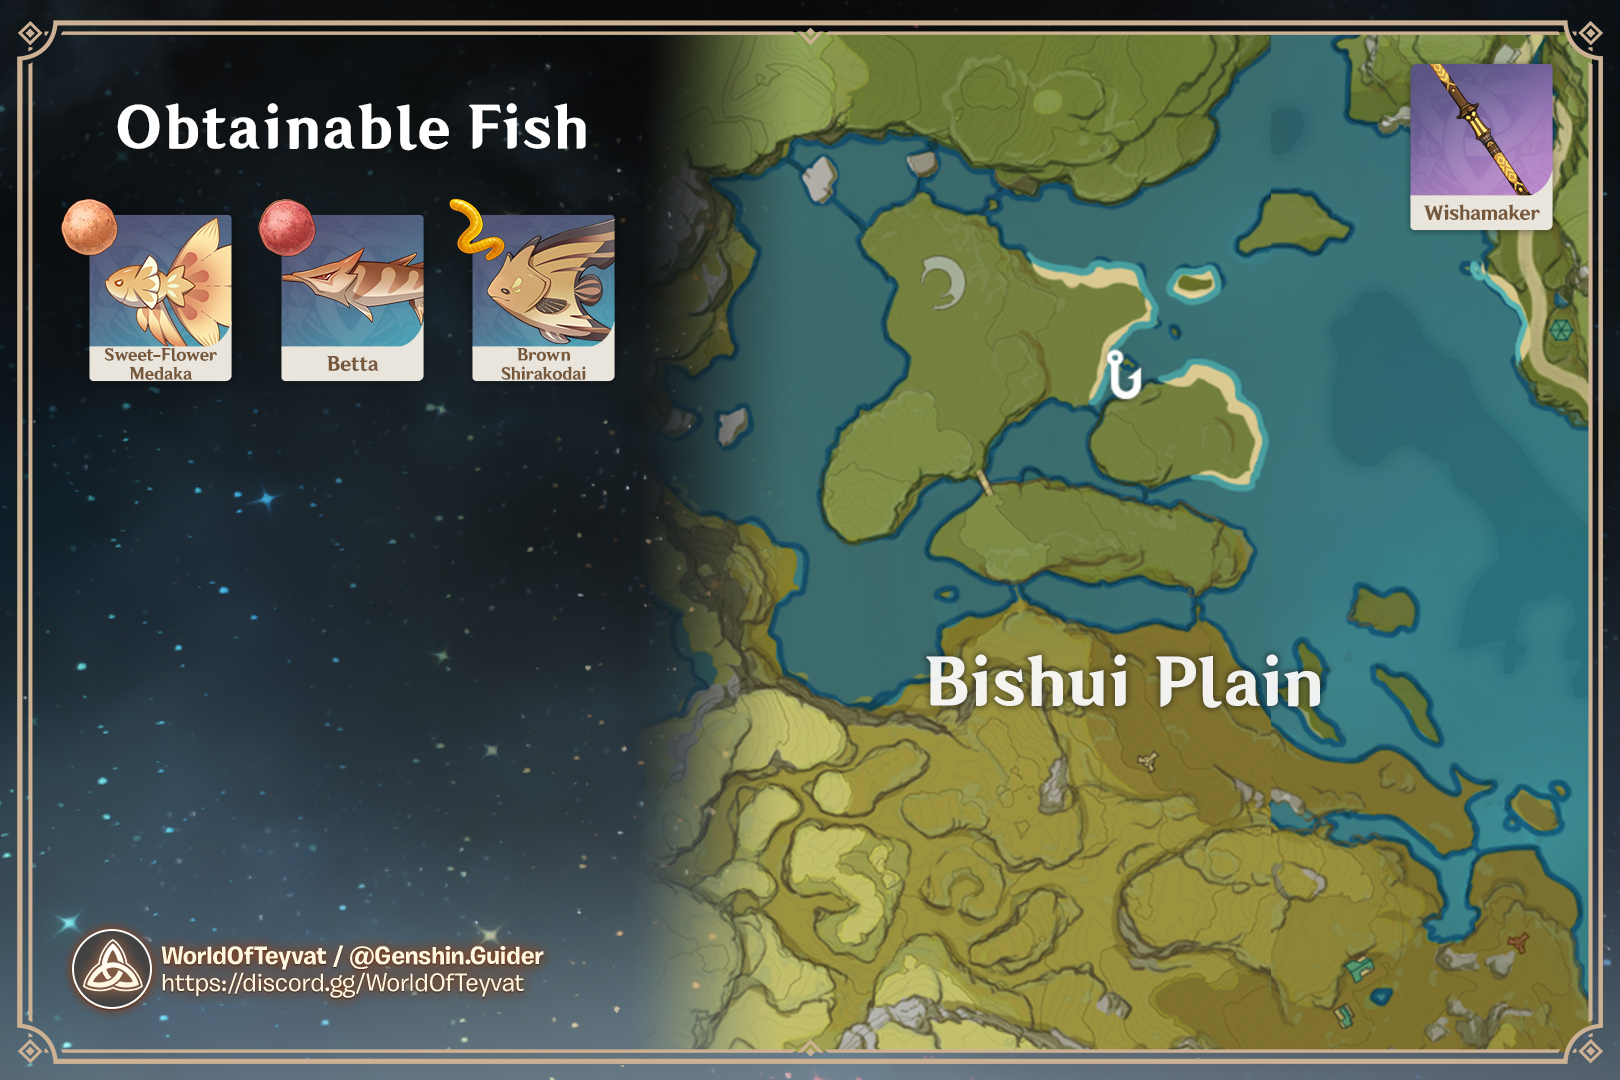 Obtainable Fish
Sweet-Flower
Medaka
Betta
Brown
Shirakodai
Wishamaker
Bishui Plain
WorldOfTeyvat / @Genshin.Guider
https://discord.gg/WorldOfTeyvat